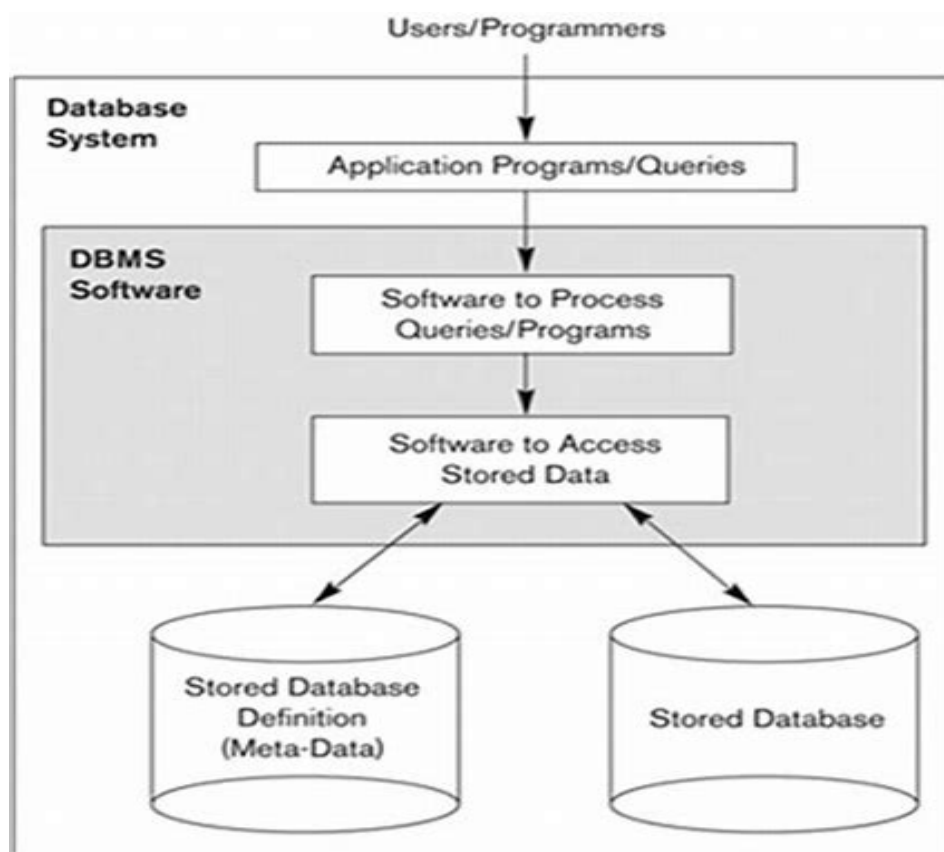 Users/Programmers
Database
System
Application Programs/Queries
DBMS
Software
Software to Process
Queries/Programs
Software to Access
Stored Data
Stored Database
Definition
(Meta-Data)
Stored Database